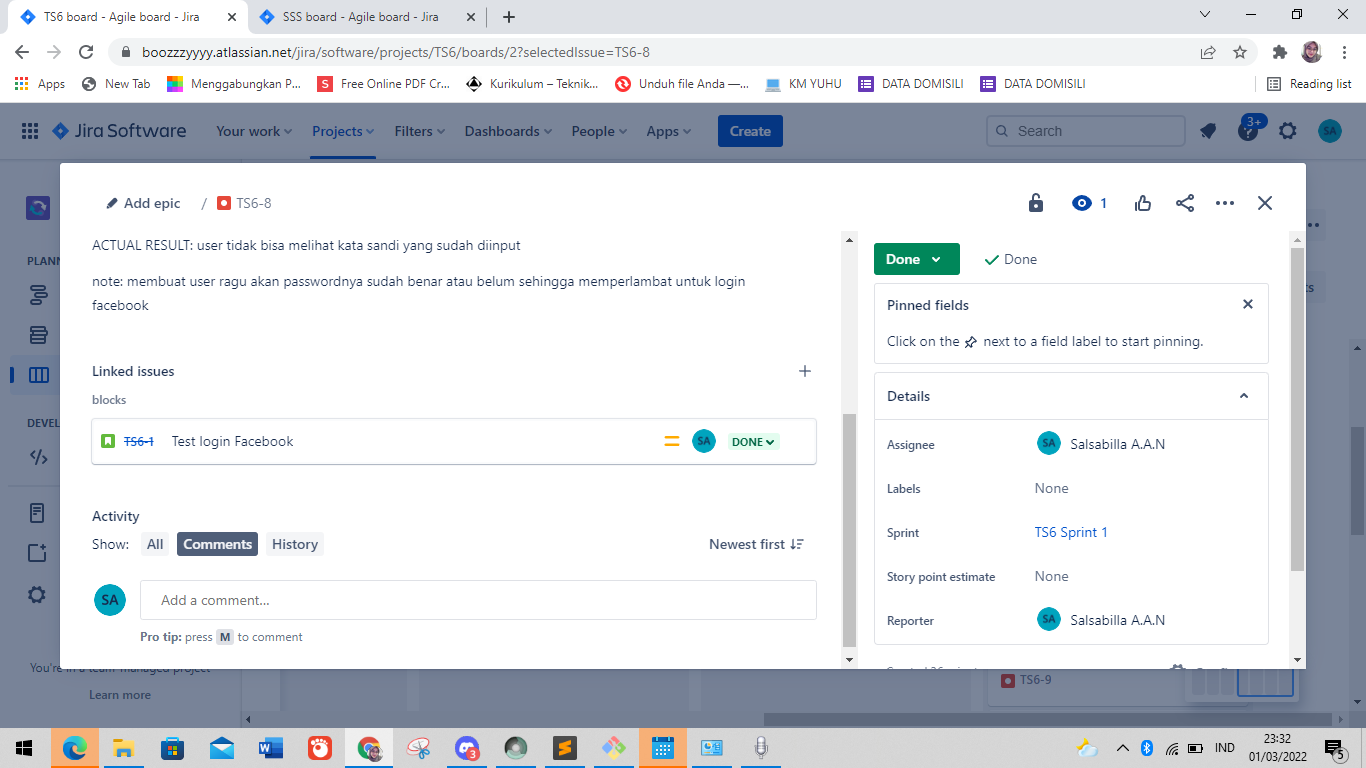 TS6 board - Agile board - Jira
SSS board - Agile board - Jira
boozzzyyyy.atlassian.net/jira/software/projects/TS6/boards/2?selectedIssue=TS6-8
Apps
New Tab
Menggabungkan P...
Free Online PDF Cr...
Kurikulum – Teknik...
Unduh file Anda —...
KM YUHU
DATA DOMISILI
DATA DOMISILI
Reading list
Jira Software
Your work
Projects
Filters
Dashboards
People
Apps
Create
Search
3+
SA
PLANN
DEVEL
Add epic
/
TS6-8
1
ACTUAL RESULT: user tidak bisa melihat kata sandi yang sudah diinput
note: membuat user ragu akan passwordnya sudah benar atau belum sehingga memperlambat untuk login
facebook
Linked issues
blocks
TS6-1 Test login Facebook
SA
DONE
Activity
Show: All Comments History
Newest first
SA
Add a comment...
Pro tip: press M to comment
Done
Done
Pinned fields
Click on the next to a field label to start pinning.
Details
Assignee
SA
Salsabilla A.A.N
Labels
None
Sprint
TS6 Sprint 1
Story point estimate
None
Reporter
SA
Salsabilla A.A.N
You're in a team-managed project
Learn more
TS6-9
3
IND
23:32
01/03/2022
5